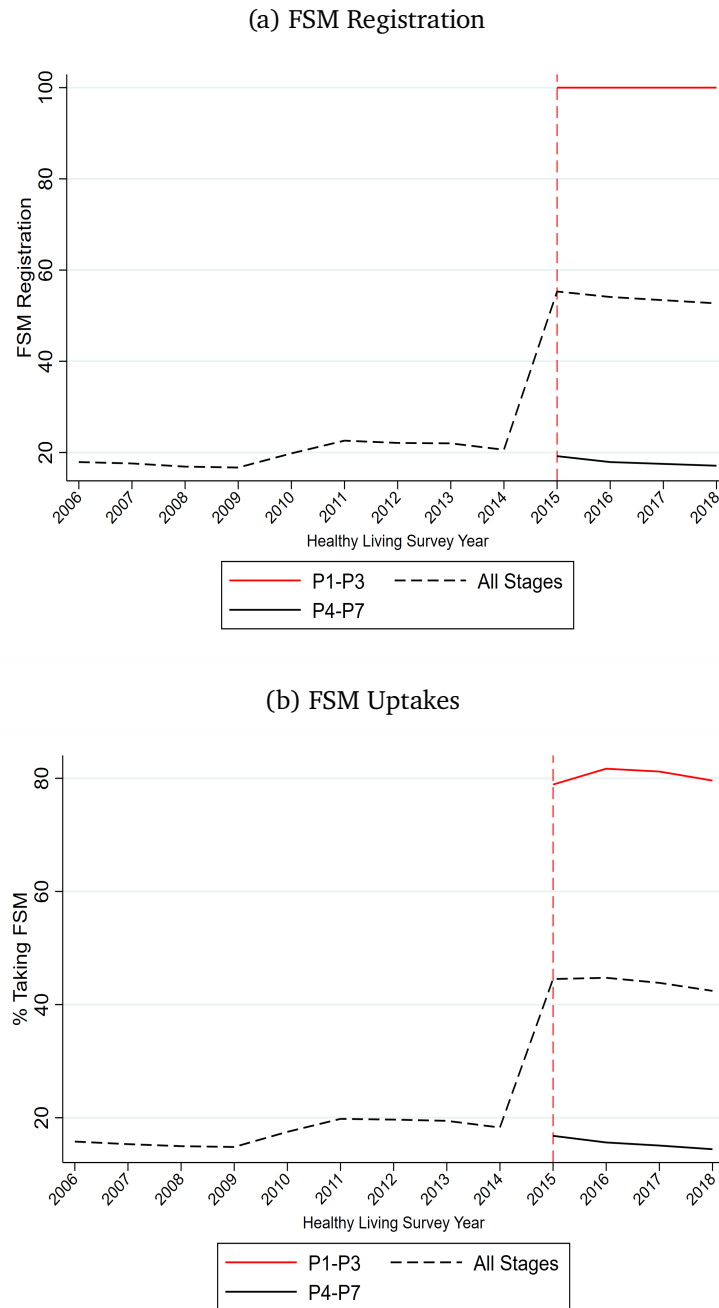 (a) FSM Registration
100
80
60
40
20
FSM Registration
2006 2007 2008 2009 2010 2011 2012 2013 2014 2015 2016 2017 2018
Healthy Living Survey Year
P1-P3 All Stages
P4-P7
(b) FSM Uptakes
80
60
40
20
% Taking FSM
2006 2007 2008 2009 2010 2011 2012 2013 2014 2015 2016 2017 2018
Healthy Living Survey Year
P1-P3 All Stages
P4-P7